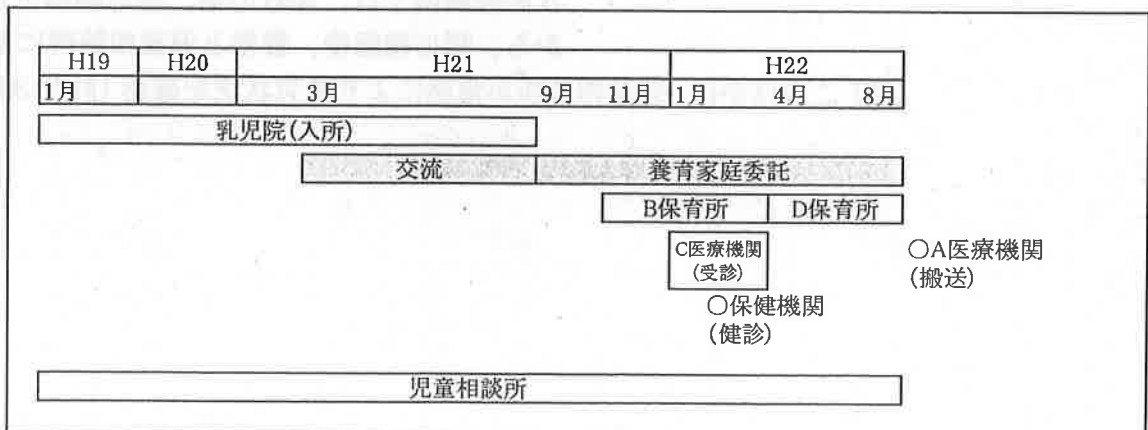 H19 H20 H21 H22
1月 3月 9月 11月 1月 4月 8月
乳児院(入所)
交流 養育家庭委託
B保育所 D保育所
C医療機関
(受診)
○A医療機関
(搬送)
○保健機関
(健診)
児童相談所